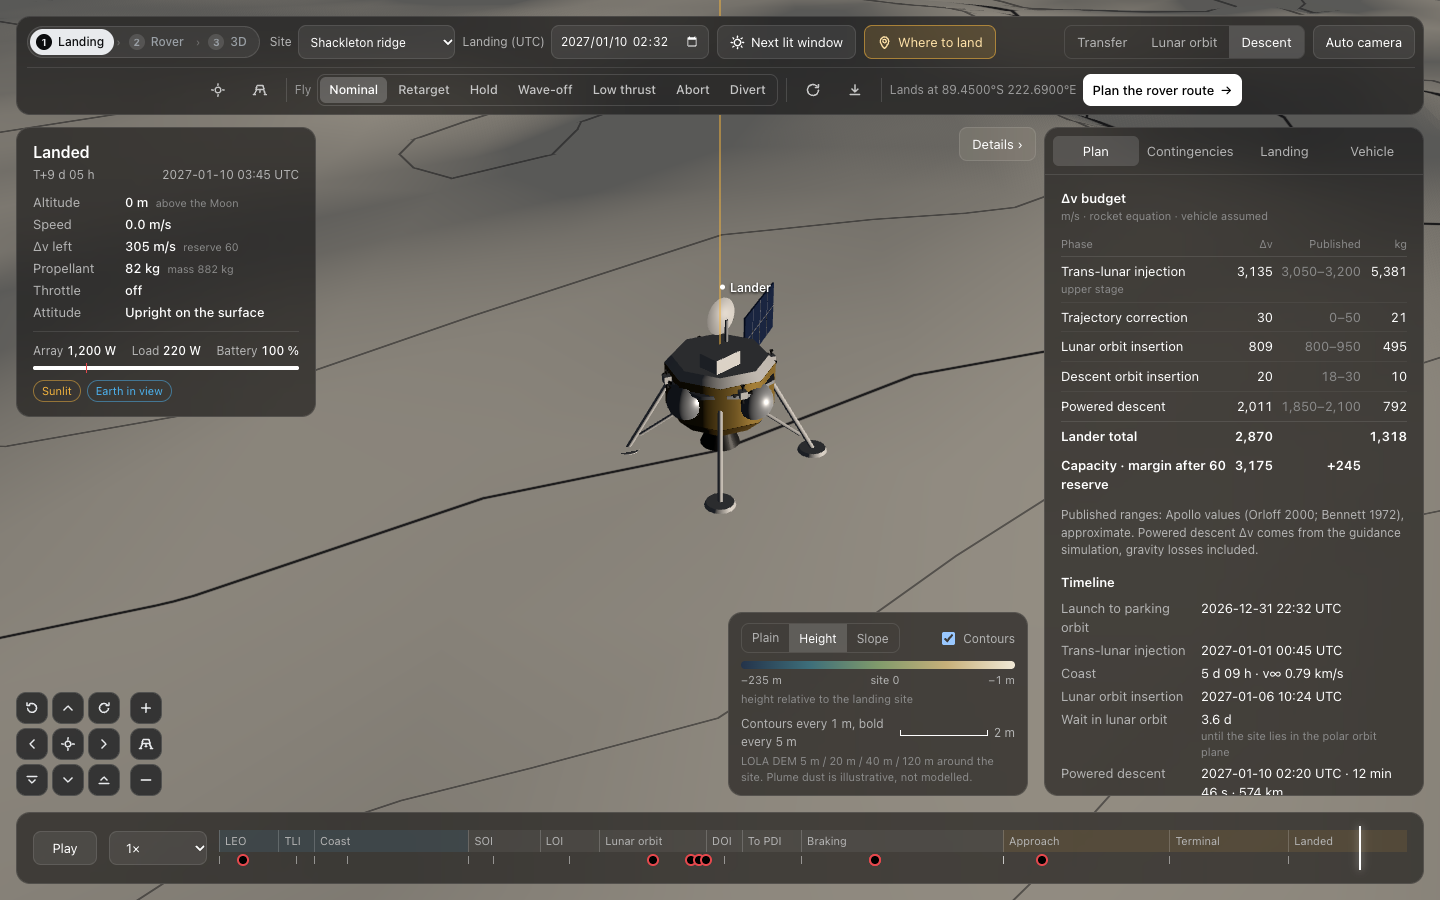 1 Landing › 2 Rover › 3 3D Site Shackleton ridge Landing (UTC) 2027/01/10 02:32 Next lit window Where to land Transfer Lunar orbit Descent Auto camera
Fly Nominal Retarget Hold Wave-off Low thrust Abort Divert Lands at 89.4500°S 222.6900°E Plan the rover route →
Landed
T+9 d 05 h 2027-01-10 03:45 UTC
Altitude 0 m above the Moon
Speed 0.0 m/s
Δv left 305 m/s reserve 60
Propellant 82 kg mass 882 kg
Throttle off
Attitude Upright on the surface
Array 1,200 W Load 220 W Battery 100 %
Sunlit Earth in view
Details ›
Lander
Plan Contingencies Landing Vehicle
Δv budget
m/s · rocket equation · vehicle assumed
Phase Δv Published kg
Trans-lunar injection 3,135 3,050–3,200 5,381
upper stage
Trajectory correction 30 0–50 21
Lunar orbit insertion 809 800–950 495
Descent orbit insertion 20 18–30 10
Powered descent 2,011 1,850–2,100 792
Lander total 2,870 1,318
Capacity · margin after 60 3,175 +245
reserve
Published ranges: Apollo values (Orloff 2000; Bennett 1972),
approximate. Powered descent Δv comes from the guidance
simulation, gravity losses included.
Timeline
Launch to parking 2026-12-31 22:32 UTC
orbit
Trans-lunar injection 2027-01-01 00:45 UTC
Coast 5 d 09 h · v∞ 0.79 km/s
Lunar orbit insertion 2027-01-06 10:24 UTC
Wait in lunar orbit 3.6 d
until the site lies in the polar orbit
plane
Powered descent 2027-01-10 02:20 UTC · 12 min
46 s · 574 km
Plain Height Slope Contours
−235 m site 0 −1 m
height relative to the landing site
Contours every 1 m, bold
every 5 m 2 m
LOLA DEM 5 m / 20 m / 40 m / 120 m around the
site. Plume dust is illustrative, not modelled.
Play 1× LEO TLI Coast SOI LOI Lunar orbit DOI To PDI Braking Approach Terminal Landed